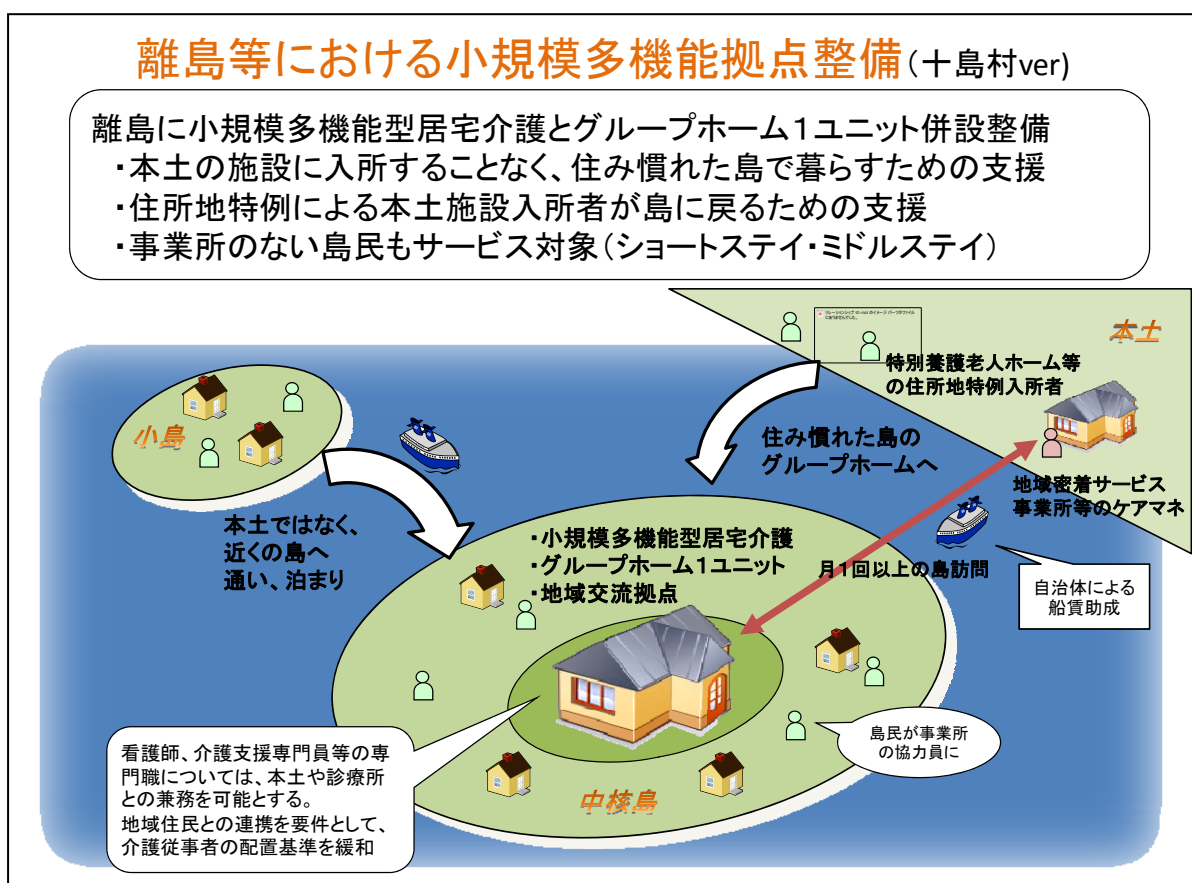 離島等における小規模多機能拠点整備(十島村ver)
離島に小規模多機能型居宅介護とグループホーム1ユニット併設整備
・本土の施設に入所することなく、住み慣れた島で暮らすための支援
・住所地特例による本土施設入所者が島に戻るための支援
・事業所のない島民もサービス対象(ショートステイ・ミドルステイ)
本土
特別養護老人ホーム等
の住所地特例入所者
小島
住み慣れた島の
グループホームへ
地域密着サービス
事業所等のケアマネ
本土ではなく、
近くの島へ
通い、泊まり
・小規模多機能型居宅介護
・グループホーム1ユニット
・地域交流拠点
月1回以上の島訪問
自治体による
船賃助成
島民が事業所
の協力員に
看護師、介護支援専門員等の専
門職については、本土や診療所
との兼務を可能とする。
地域住民との連携を要件として、
介護従事者の配置基準を緩和
中核島